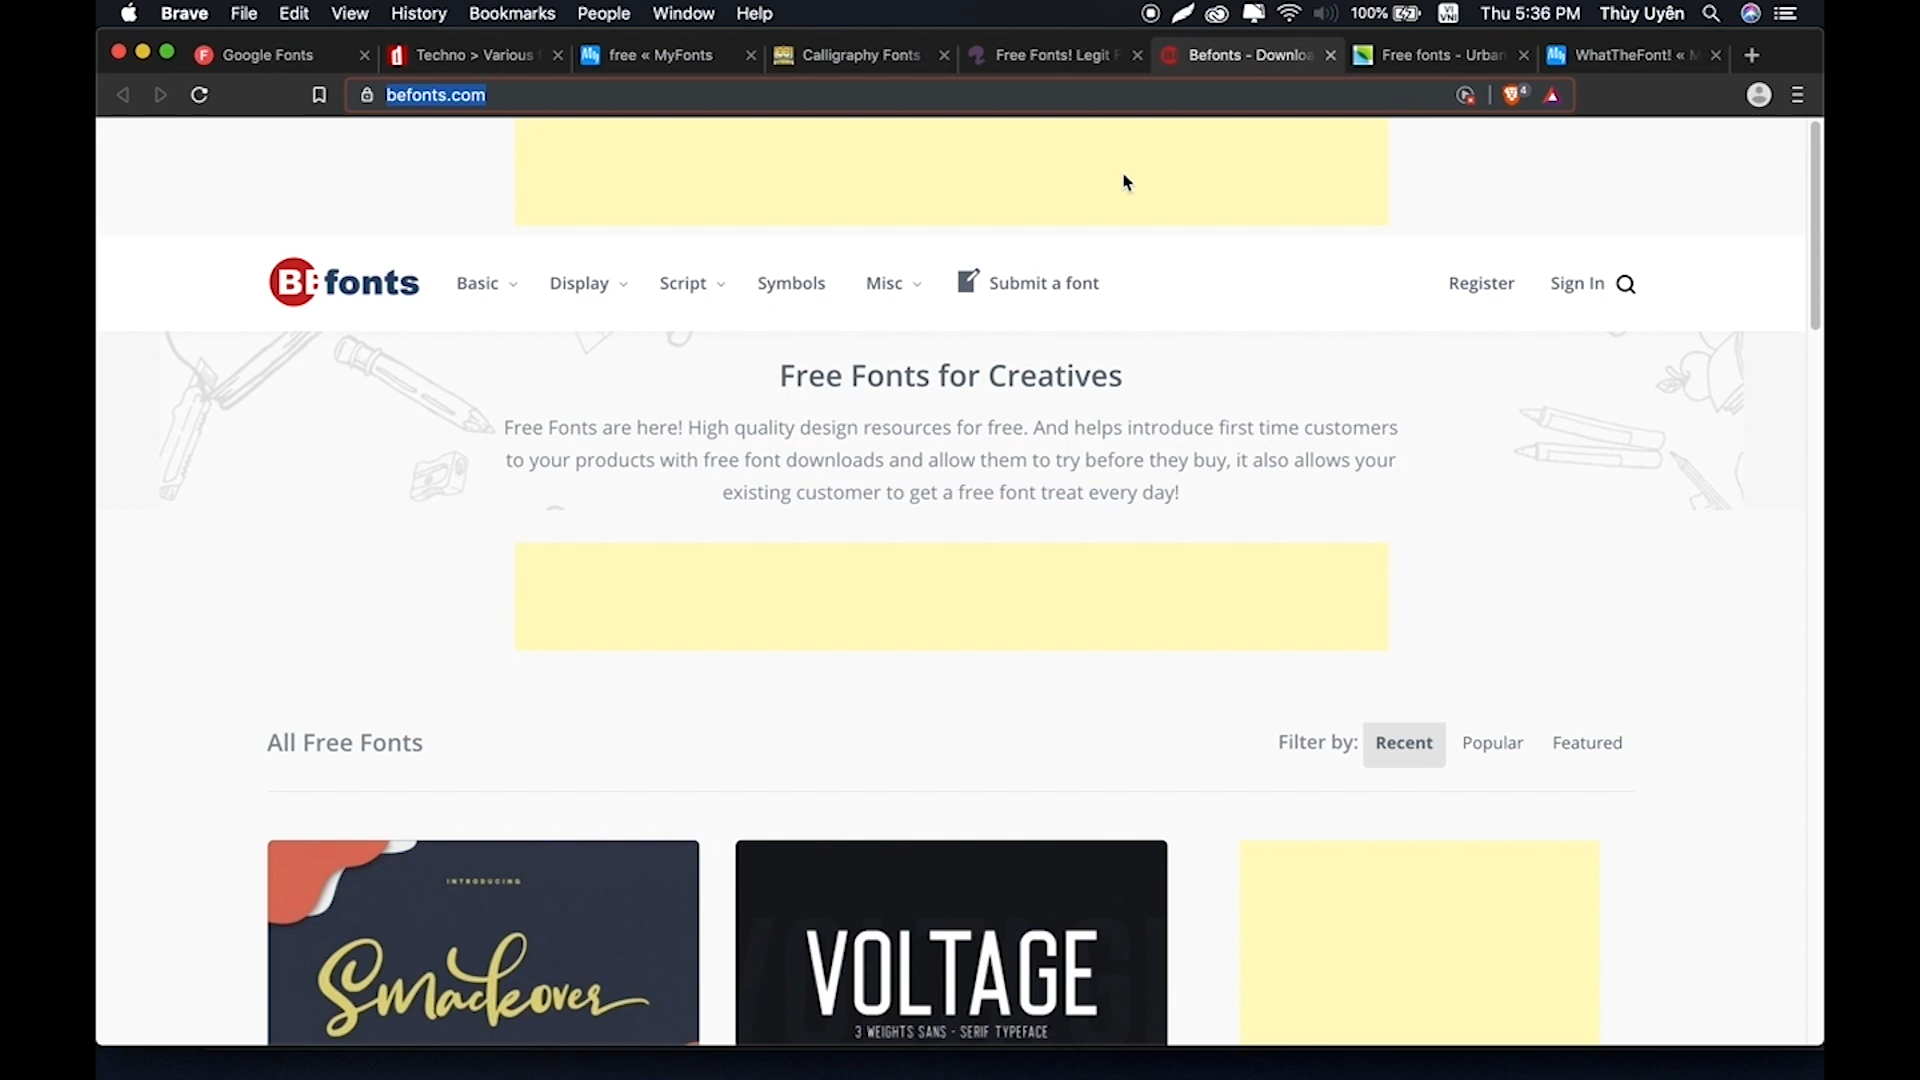 Brave File Edit View History Bookmarks People Window Help 100% VI VNI Thu 5:36 PM Thùy Uyên
Google Fonts Techno > Various free « MyFonts Calligraphy Fonts Free Fonts! Legit F Befonts - Downloa Free fonts - Urban WhatTheFont! « M
befonts.com 4
BEfonts Basic Display Script Symbols Misc Submit a font Register Sign In
Free Fonts for Creatives
Free Fonts are here! High quality design resources for free. And helps introduce first time customers
to your products with free font downloads and allow them to try before they buy, it also allows your
existing customer to get a free font treat every day!
All Free Fonts Filter by: Recent Popular Featured
INTRODUCING
Smackover
VOLTAGE
3 WEIGHTS SANS - SERIF TYPEFACE